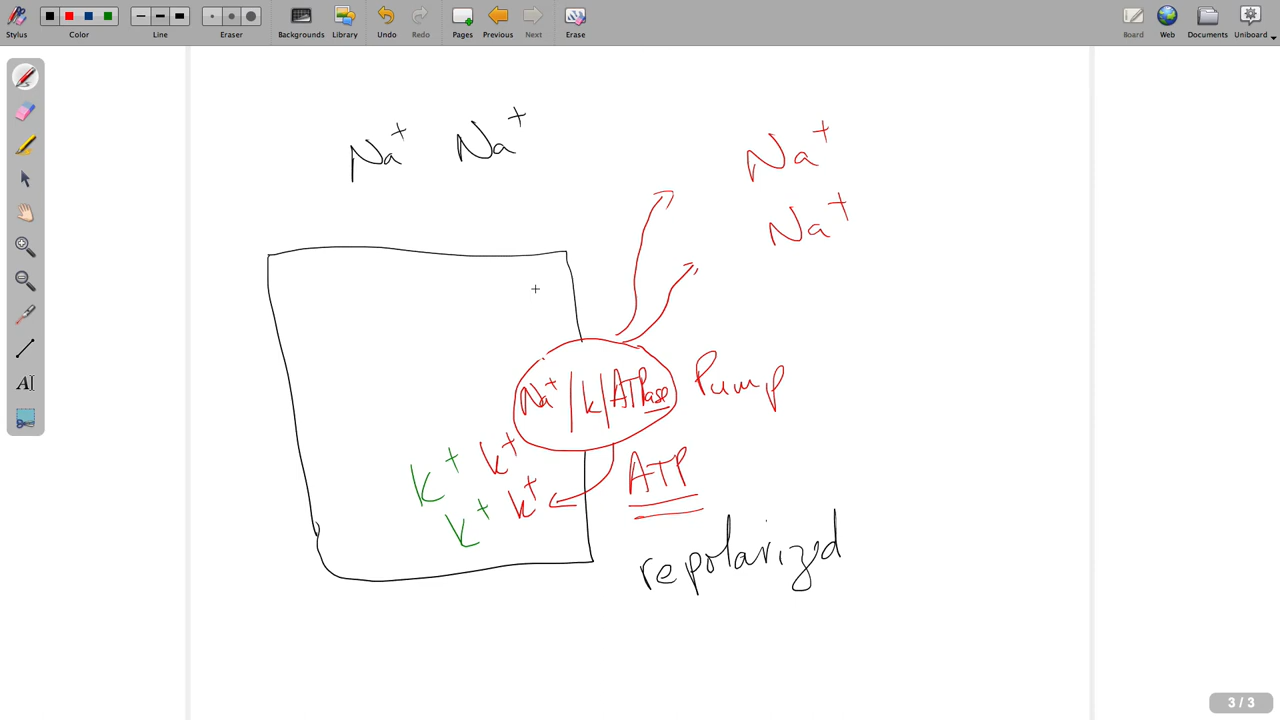 Stylus
Color
Line
Eraser
Backgrounds
Library
Undo
Redo
Pages
Previous
Next
Erase
Board
Web
Documents
Uniboard
Na+ Na+
Na+
Na+
Na+ | k | ATPase Pump
k+ k+
k+ k+
ATP
repolarized
3 / 3